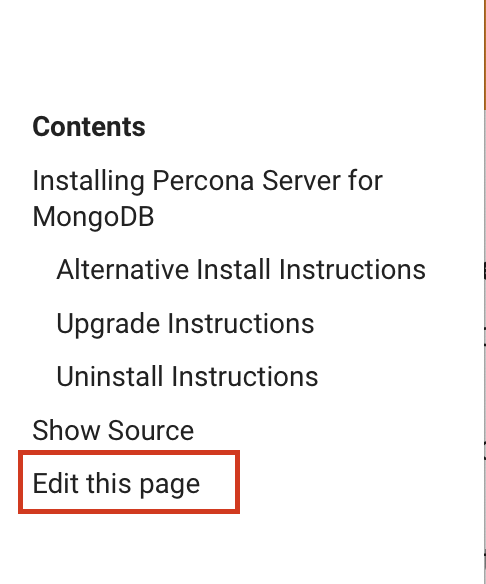 Contents
Installing Percona Server for
MongoDB
Alternative Install Instructions
Upgrade Instructions
Uninstall Instructions
Show Source
Edit this page